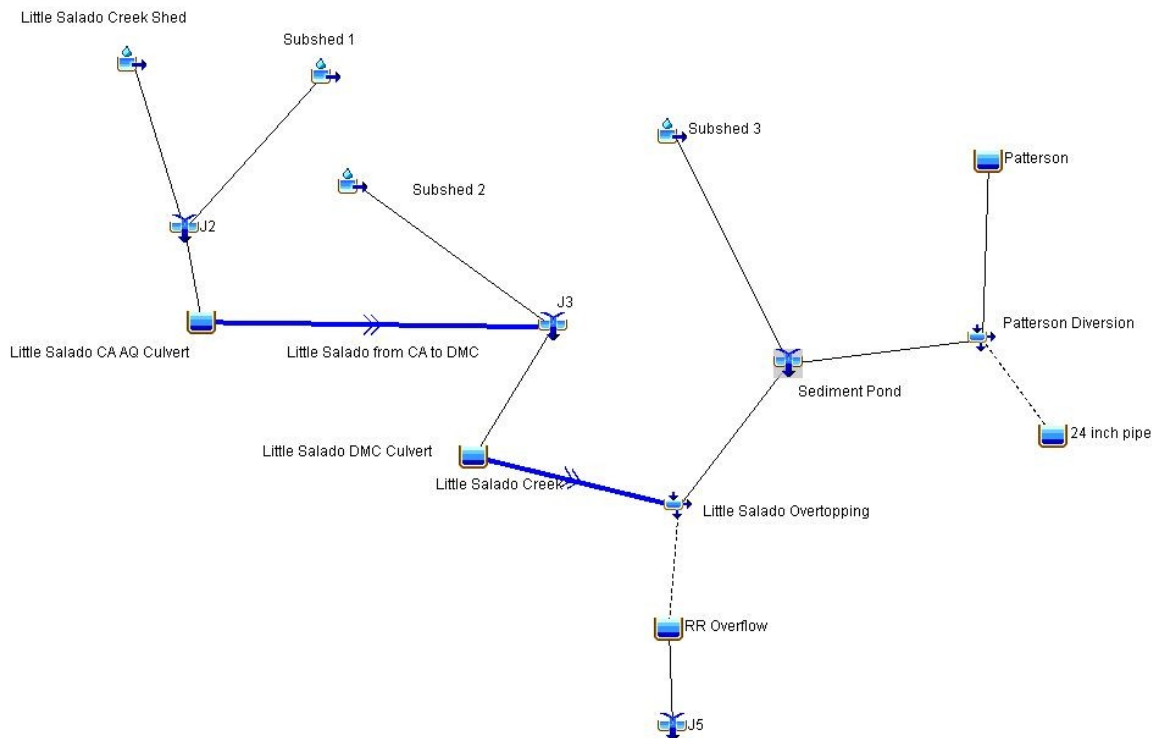 Little Salado Creek Shed
Subshed 1
Subshed 3
Patterson
Subshed 2
J2
J3
Patterson Diversion
Little Salado CA AQ Culvert
Little Salado from CA to DMC
Sediment Pond
24 inch pipe
Little Salado DMC Culvert
Little Salado Creek
Little Salado Overtopping
RR Overflow
J5